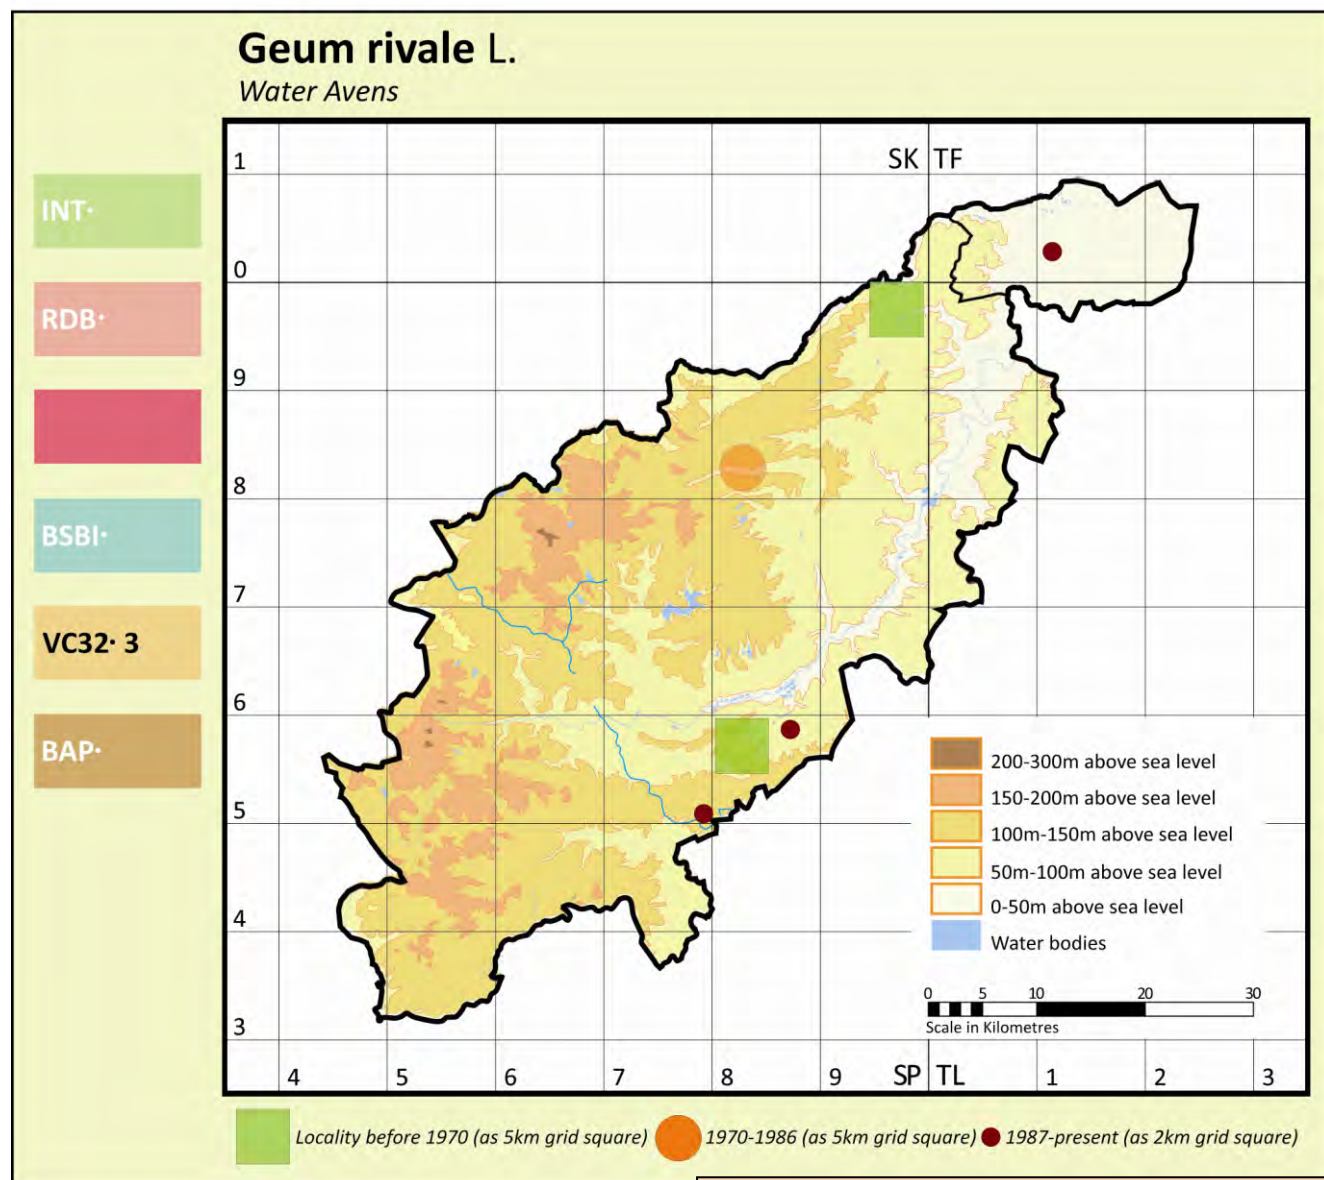 Geum rivale L.
Water Avens
INT·
RDB·
BSBI·
VC32· 3
BAP·
SK TF
1
0
9
8
7
6
5
4
3
200-300m above sea level
150-200m above sea level
100m-150m above sea level
50m-100m above sea level
0-50m above sea level
Water bodies
0 5 10 20 30
Scale in Kilometres
4 5 6 7 8 9 SP TL 1 2 3
Locality before 1970 (as 5km grid square) 1970-1986 (as 5km grid square) 1987-present (as 2km grid square)